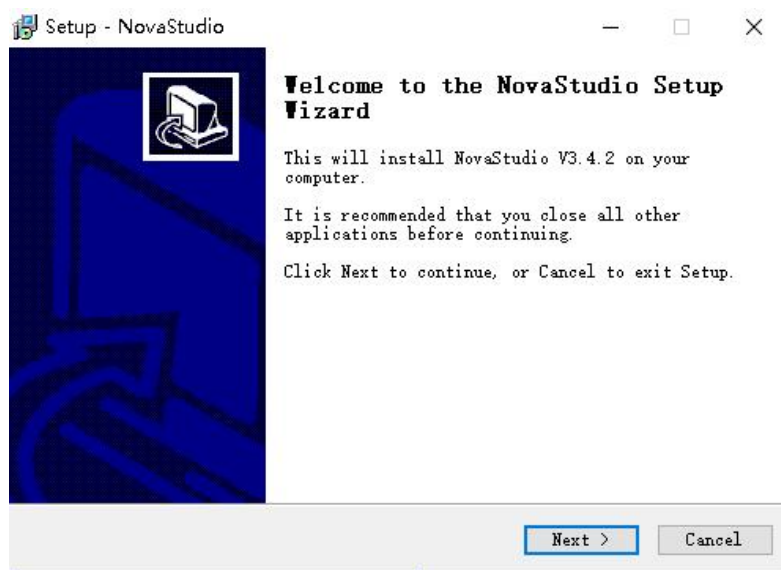 Setup - NovaStudio
Welcome to the NovaStudio Setup
Wizard
This will install NovaStudio V3.4.2 on your
computer.
It is recommended that you close all other
applications before continuing.
Click Next to continue, or Cancel to exit Setup.
Next >
Cancel